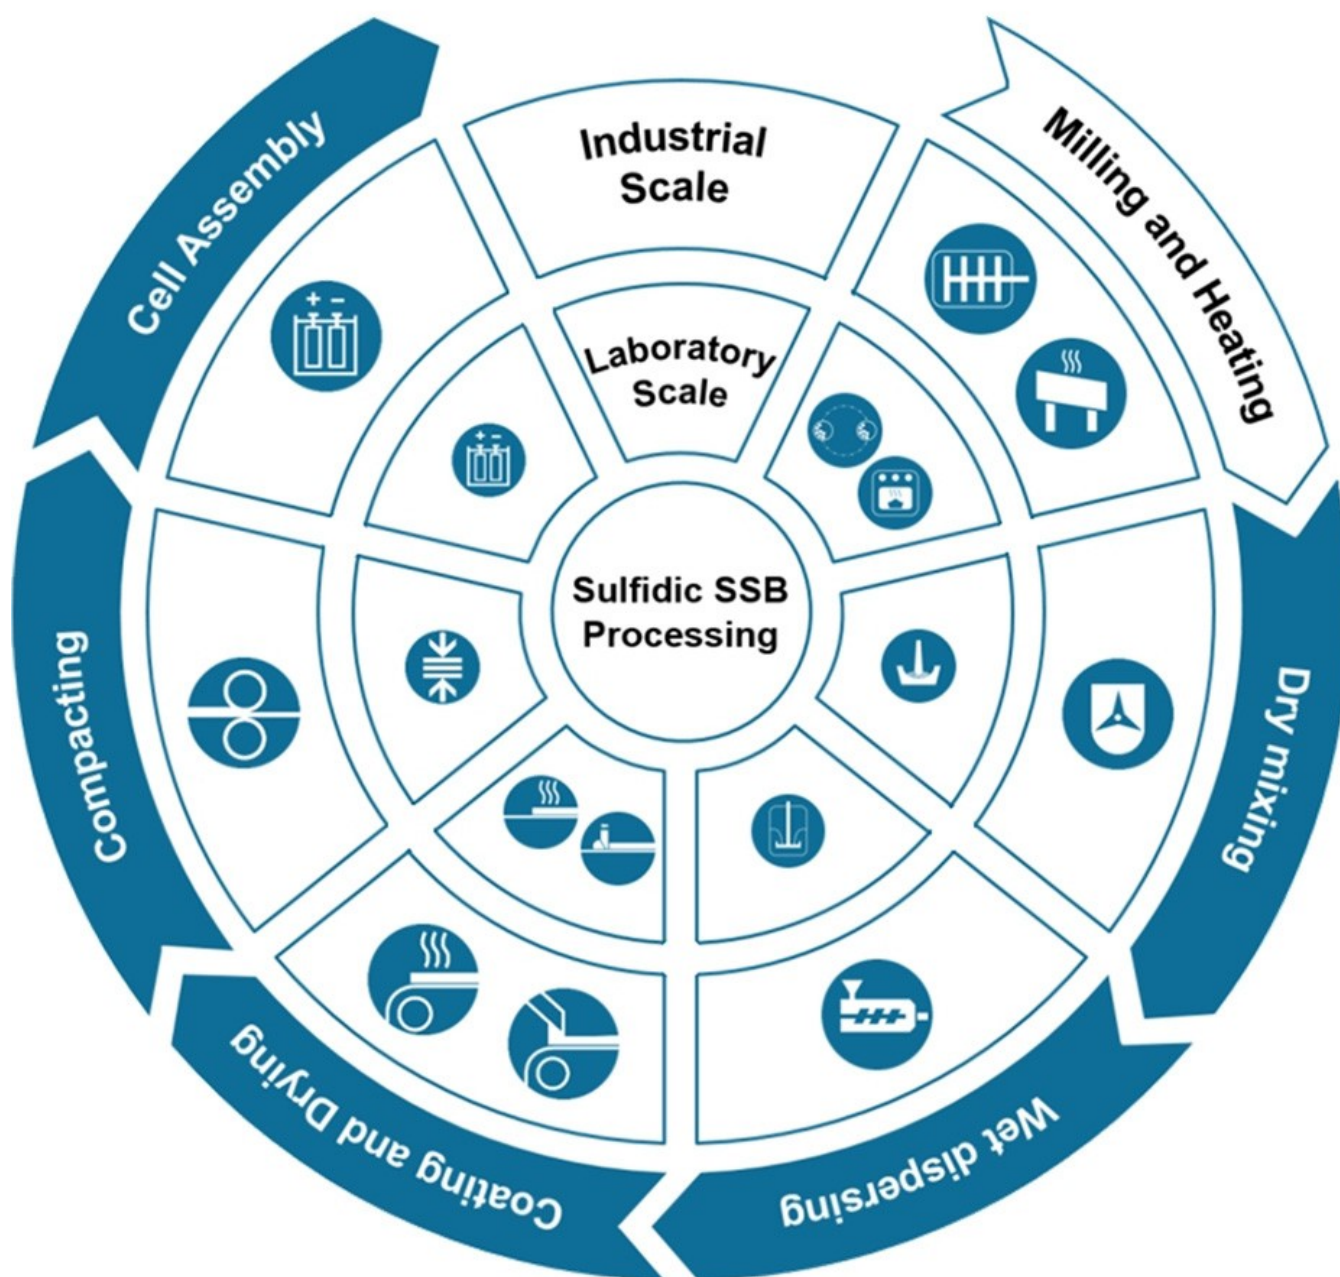 Industrial
Scale
Laboratory
Scale
Sulfidic SSB
Processing
Milling and Heating
Dry mixing
Wet dispersing
Coating and Drying
Compacting
Cell Assembly
+ -
+ -